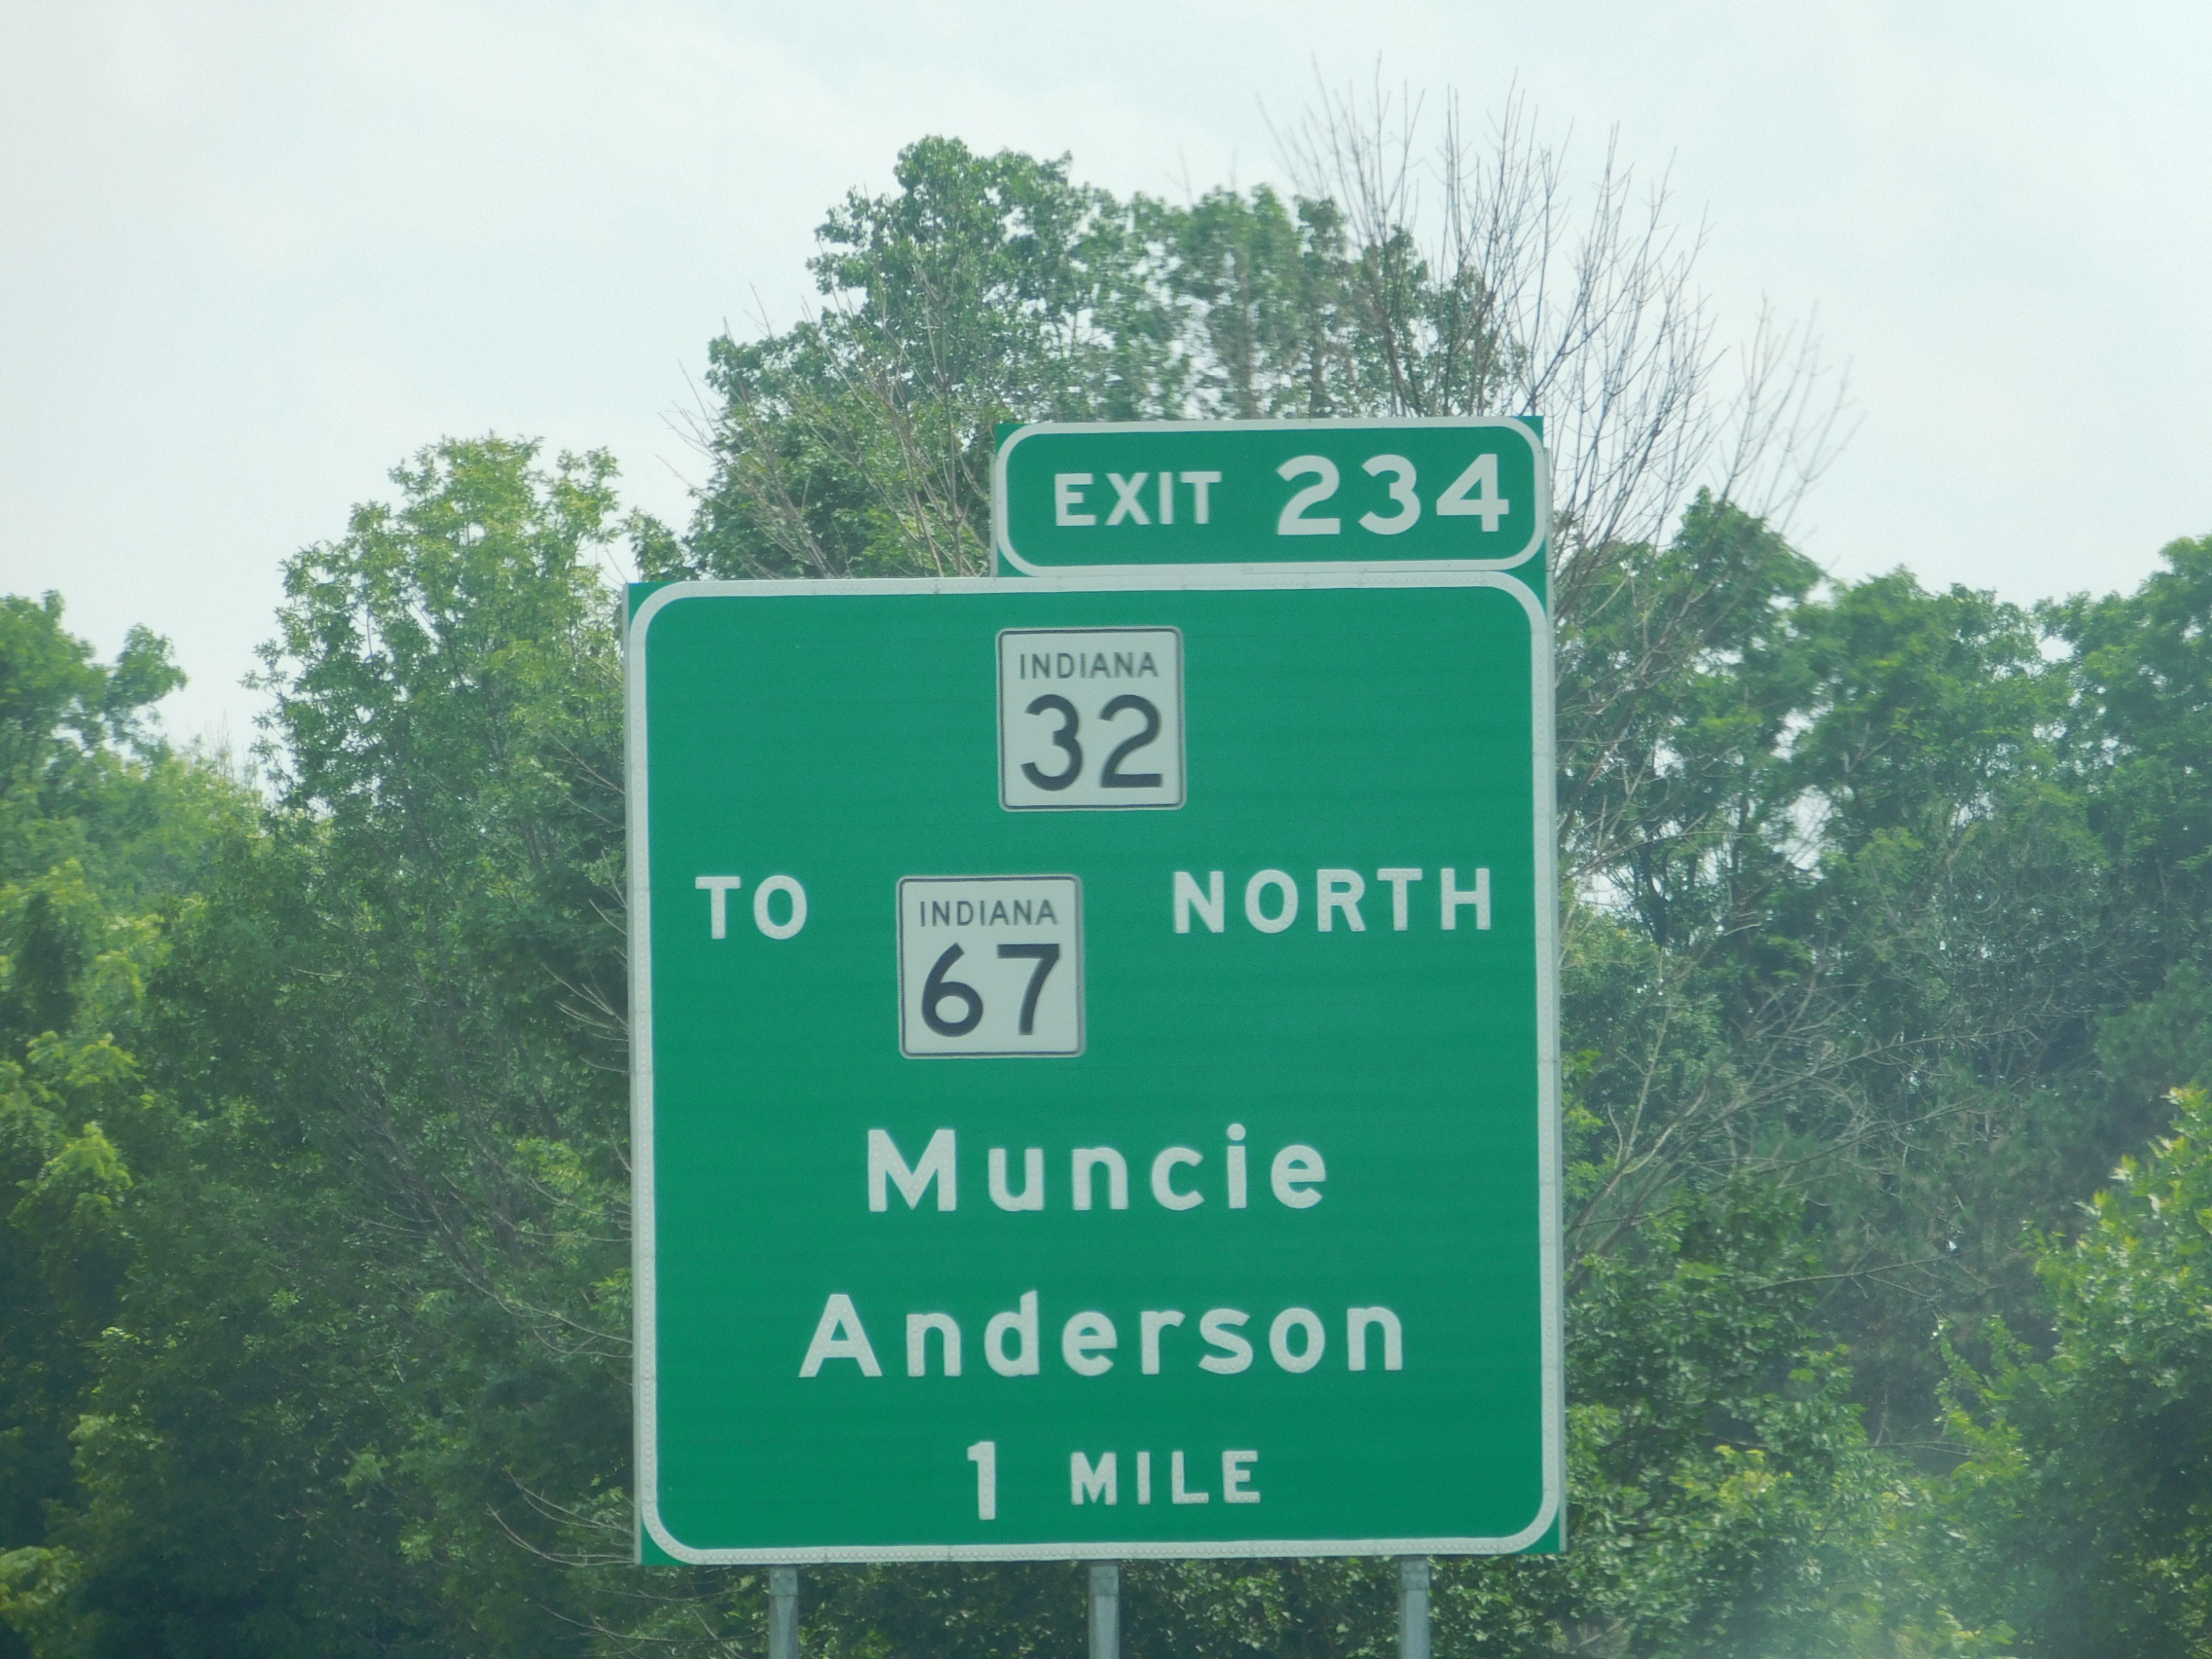 EXIT 234
INDIANA
32
TO INDIANA 67 NORTH
Muncie
Anderson
1 MILE